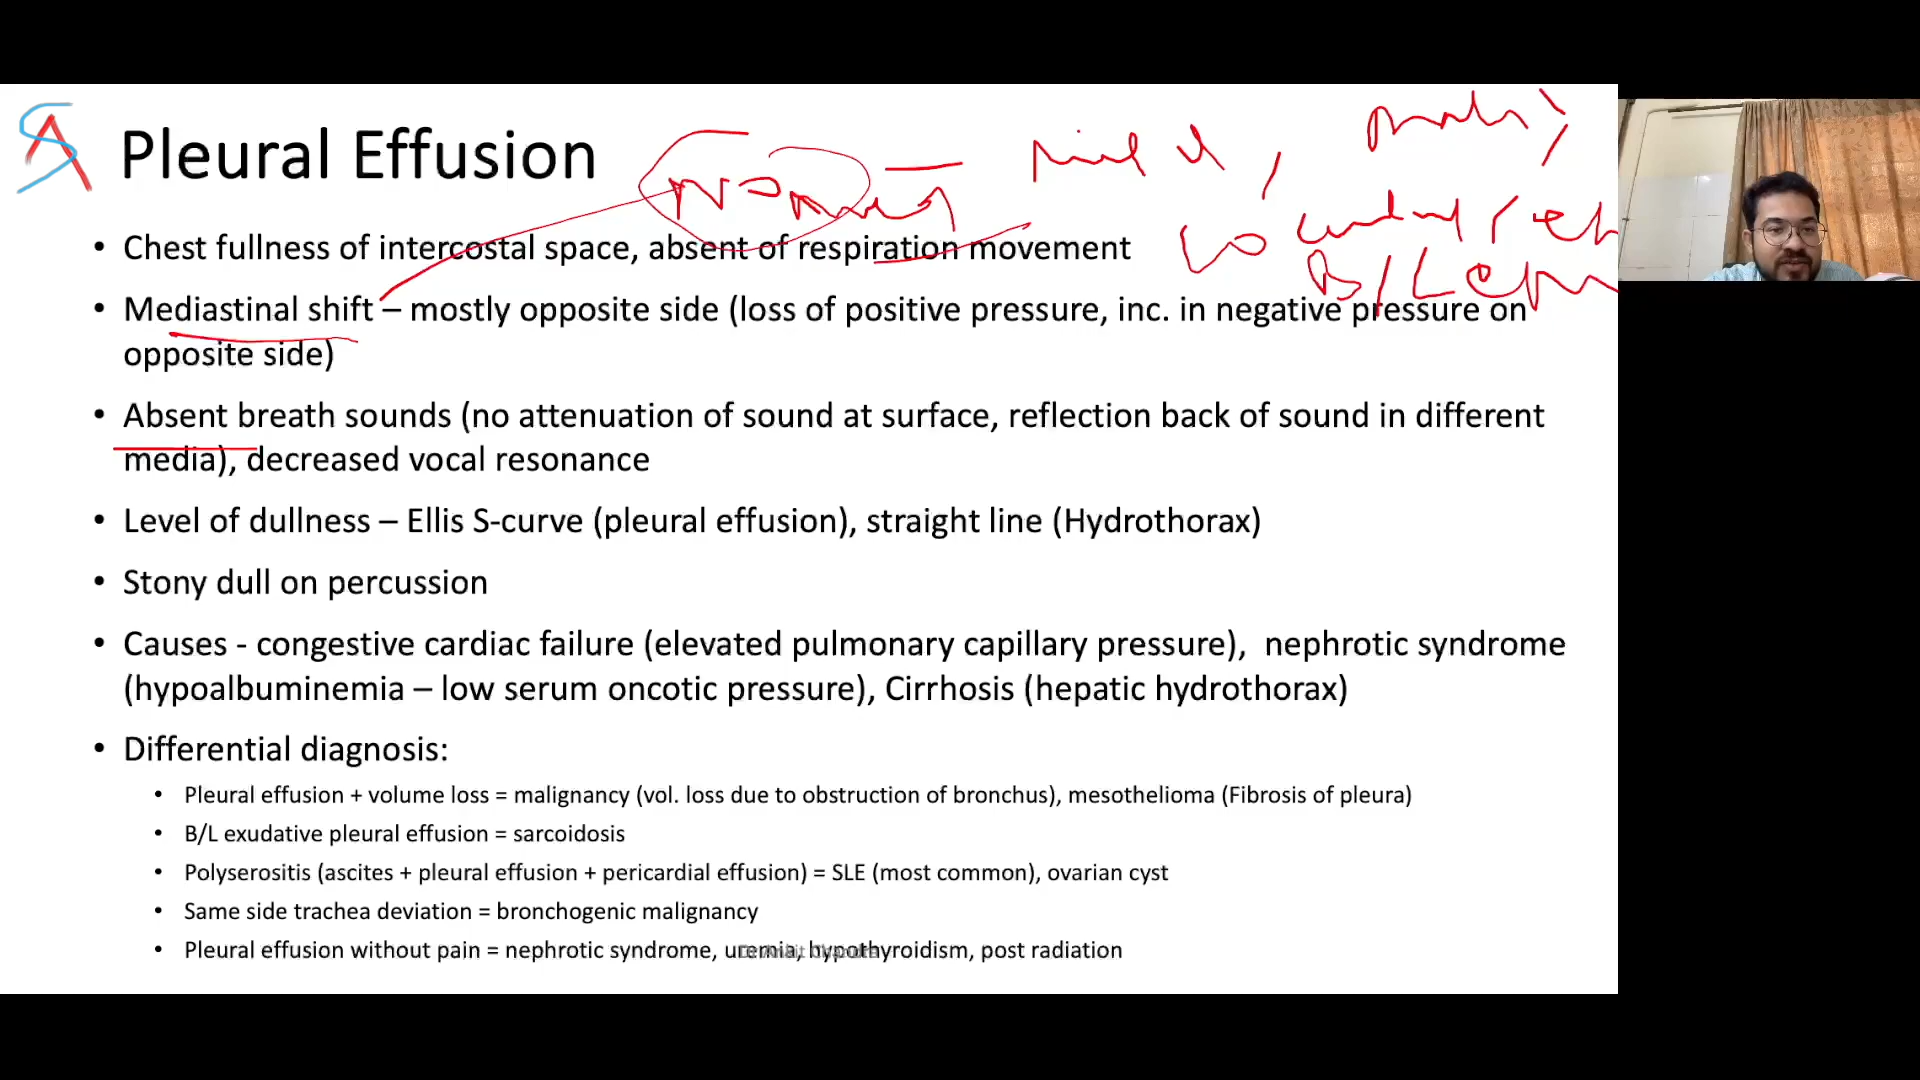 Pleural Effusion
• Chest fullness of intercostal space, absent of respiration movement
• Mediastinal shift – mostly opposite side (loss of positive pressure, inc. in negative pressure on
opposite side)
• Absent breath sounds (no attenuation of sound at surface, reflection back of sound in different
media), decreased vocal resonance
• Level of dullness – Ellis S-curve (pleural effusion), straight line (Hydrothorax)
• Stony dull on percussion
• Causes - congestive cardiac failure (elevated pulmonary capillary pressure), nephrotic syndrome
(hypoalbuminemia – low serum oncotic pressure), Cirrhosis (hepatic hydrothorax)
• Differential diagnosis:
• Pleural effusion + volume loss = malignancy (vol. loss due to obstruction of bronchus), mesothelioma (Fibrosis of pleura)
• B/L exudative pleural effusion = sarcoidosis
• Polyserositis (ascites + pleural effusion + pericardial effusion) = SLE (most common), ovarian cyst
• Same side trachea deviation = bronchogenic malignancy
• Pleural effusion without pain = nephrotic syndrome, uremia, hypothyroidism, post radiation
B/L